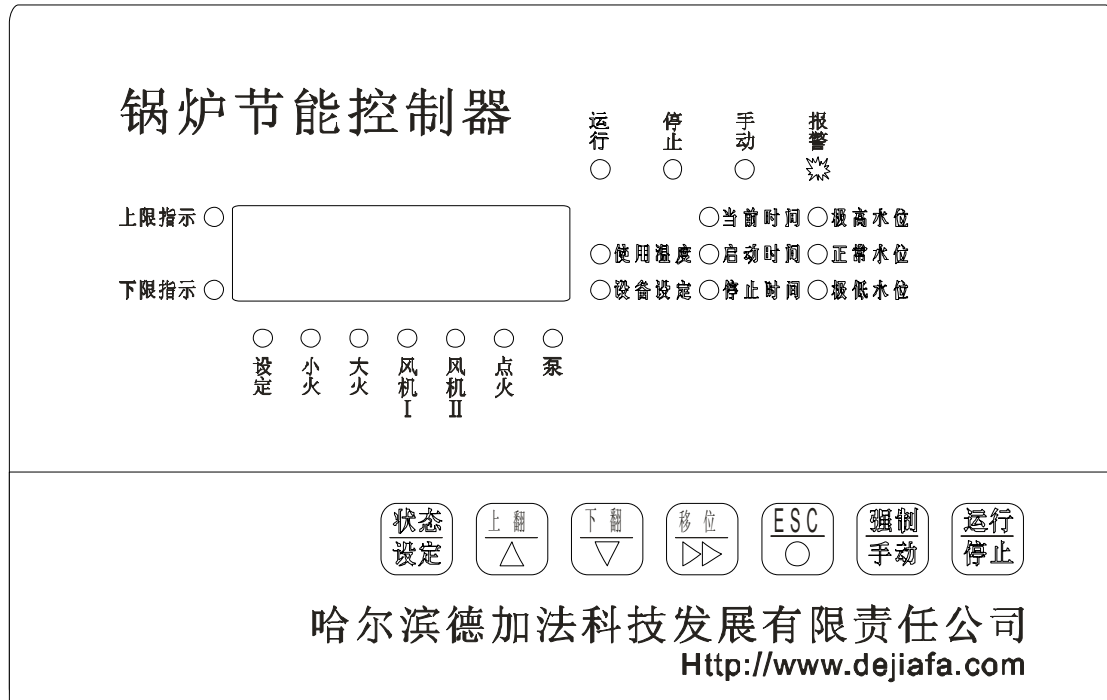 锅炉节能控制器
运行 停止 手动 报警
上限指示 当前时间 极高水位
使用温度 启动时间 正常水位
下限指示 设备设定 停止时间 极低水位
设定 小火 大火 风机I 风机II 点火 泵
状态 上翻 下翻 移位 ESC 强制 运行
设定 手动 停止
哈尔滨德加法科技发展有限责任公司
Http://www.dejiafa.com